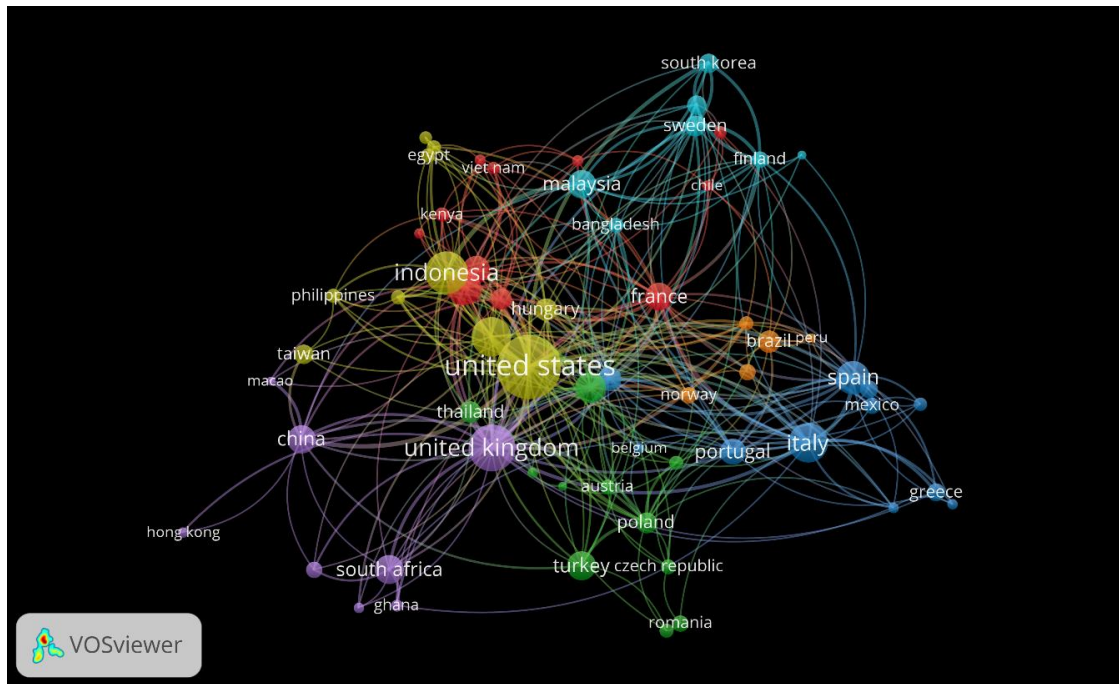 south korea
sweden
egypt
finland
viet nam
malaysia
chile
kenya
bangladesh
indonesia
philippines
france
hungary
brazil
peru
taiwan
united states
macao
spain
norway
mexico
thailand
china
united kingdom
belgium
portugal
italy
austria
greece
poland
hong kong
south africa
turkey
czech republic
ghana
romania
VOSviewer